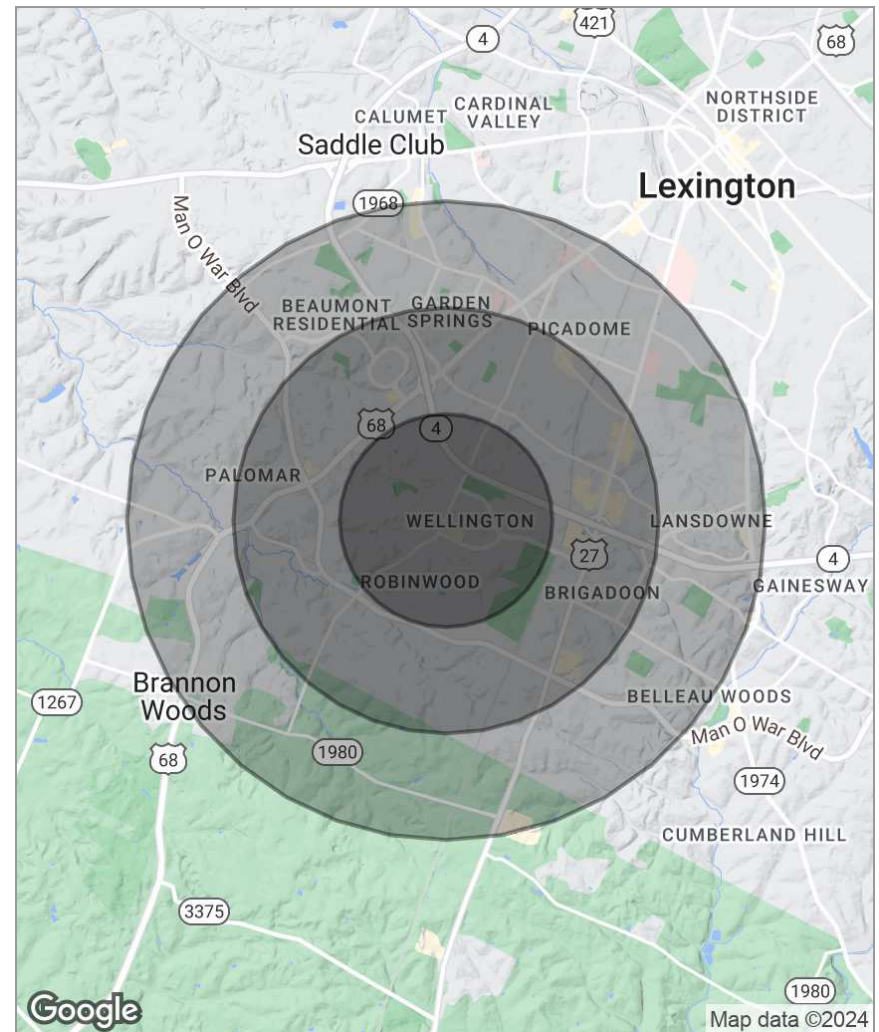 421
4
68
CALUMET
CARDINAL
VALLEY
NORTHSIDE
DISTRICT
Saddle Club
Lexington
1968
Man O War Blvd
BEAUMONT
RESIDENTIAL
GARDEN
SPRINGS
PICADOME
68
4
PALOMAR
WELLINGTON
LANSDOWNE
27
4
ROBINWOOD
BRIGADOON
GAINESWAY
Brannon
Woods
1267
BELLEAU WOODS
Man O War Blvd
68
1980
1974
CUMBERLAND HILL
3375
1980
Google
Map data ©2024